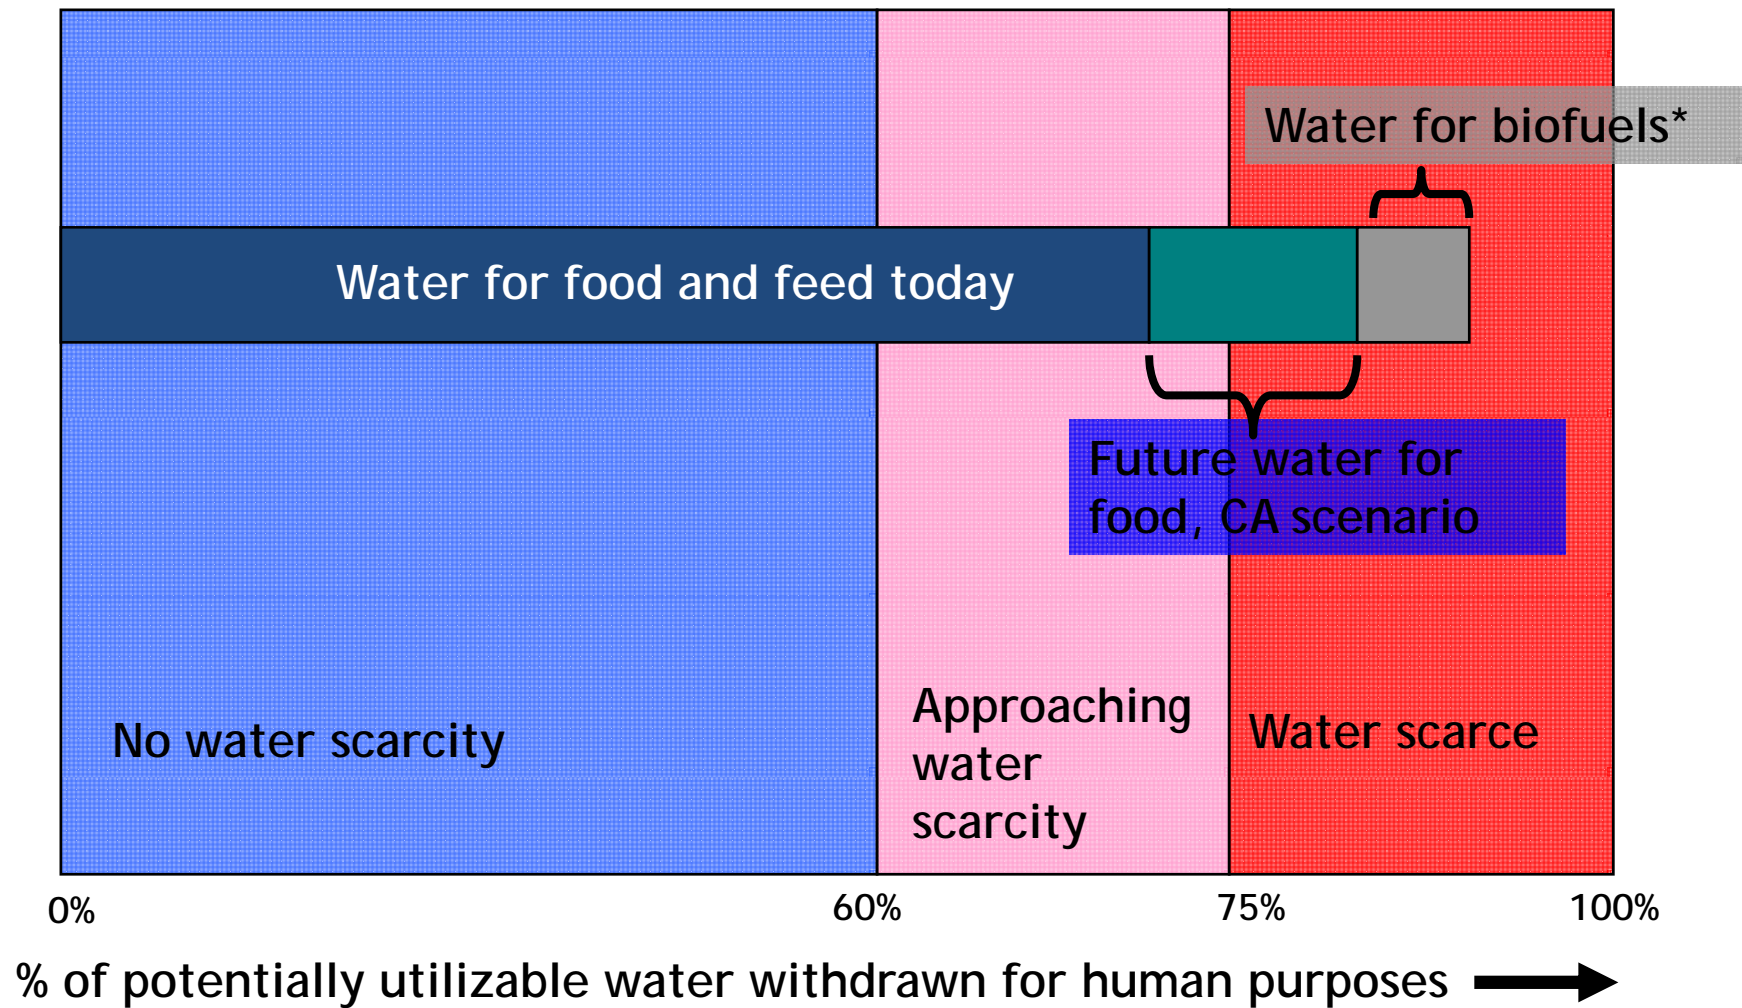 Water for biofuels*
Water for food and feed today
Future water for
food, CA scenario
No water scarcity
Approaching
water
scarcity
Water scarce
0%
60%
75%
100%
% of potentially utilizable water withdrawn for human purposes